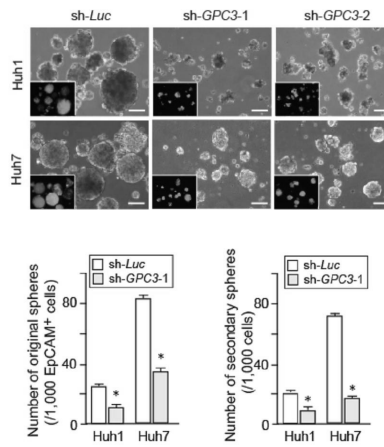 sh-Luc sh-GPC3-1 sh-GPC3-2
Huh1
Huh7
Number of original spheres
(/1,000 EpCAM+ cells)
sh-Luc
sh-GPC3-1
80
40
0
*
*
Huh1 Huh7
Number of secondary spheres
(/1,000 cells)
sh-Luc
sh-GPC3-1
80
40
0
*
*
Huh1 Huh7